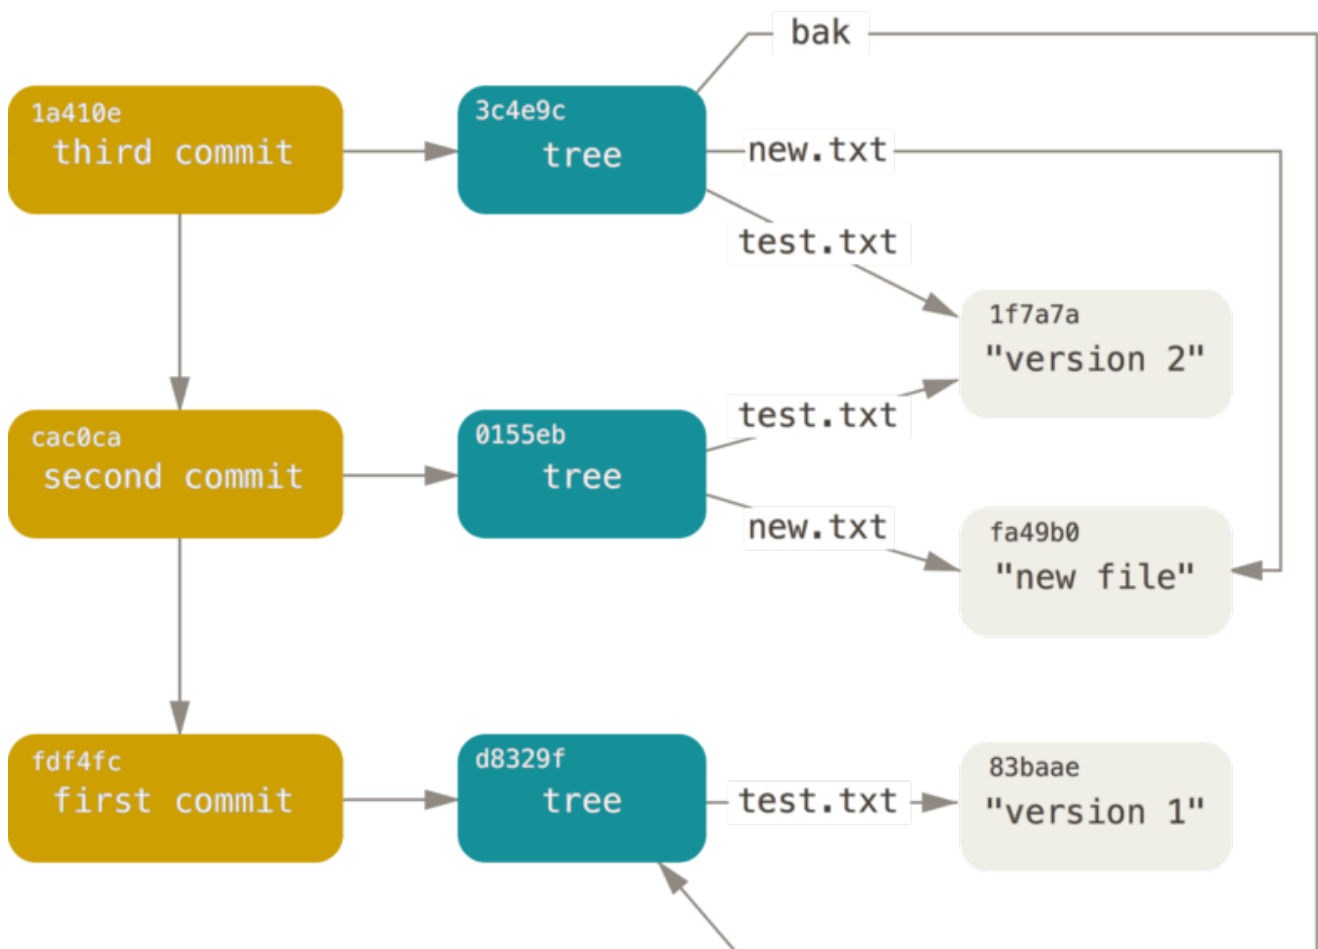 bak
1a410e
third commit
3c4e9c
tree
new.txt
test.txt
1f7a7a
"version 2"
cac0ca
second commit
0155eb
tree
test.txt
new.txt
fa49b0
"new file"
fdf4fc
first commit
d8329f
tree
test.txt
83baae
"version 1"